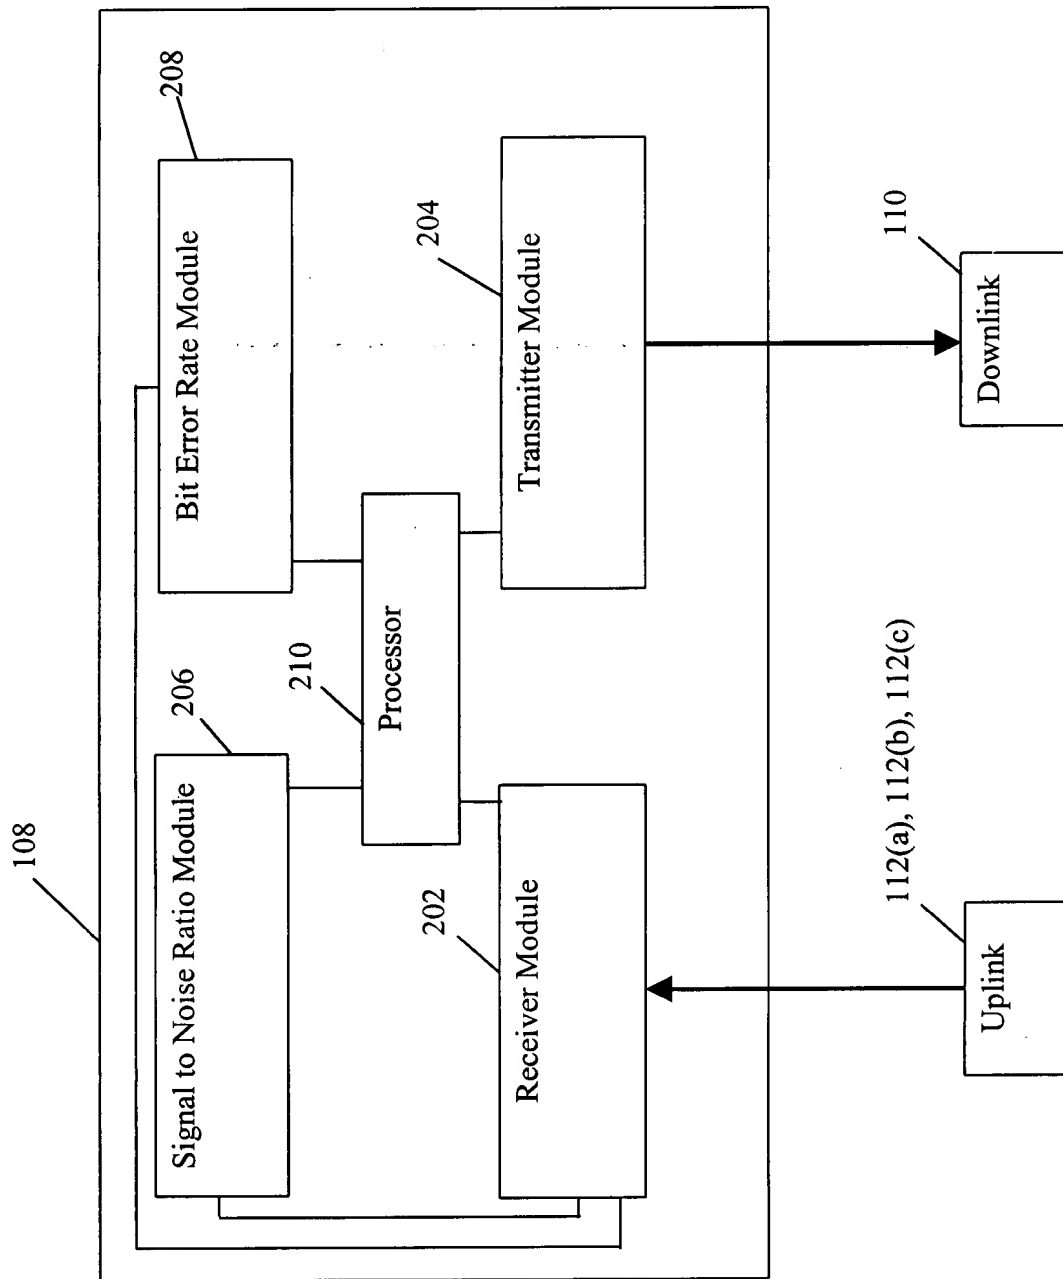 108
206
Signal to Noise Ratio Module
208
Bit Error Rate Module
210
Processor
202
Receiver Module
204
Transmitter Module
112(a), 112(b), 112(c)
Uplink
110
Downlink